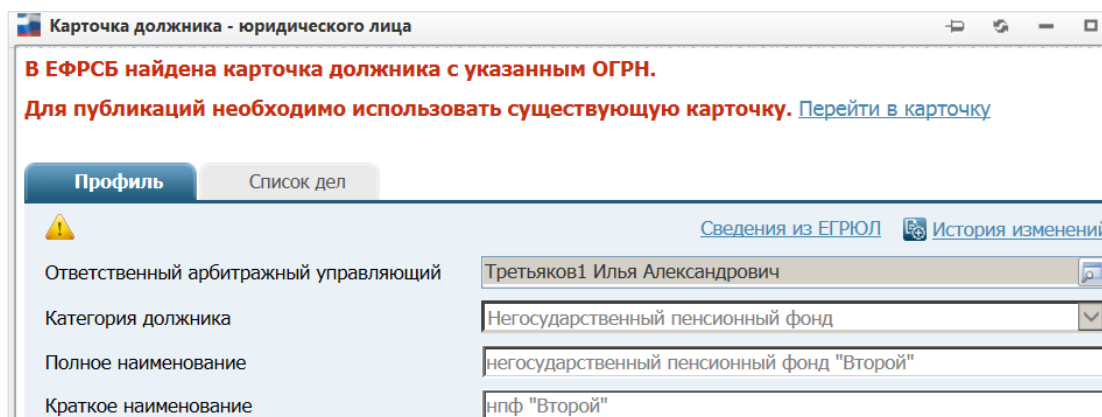 Карточка должника - юридического лица
В ЕФРСБ найдена карточка должника с указанным ОГРН.
Для публикаций необходимо использовать существующую карточку. Перейти в карточку
Профиль Список дел
Сведения из ЕГРЮЛ История изменений
Ответственный арбитражный управляющий Третьяков1 Илья Александрович
Категория должника Негосударственный пенсионный фонд
Полное наименование негосударственный пенсионный фонд "Второй"
Краткое наименование нпф "Второй"